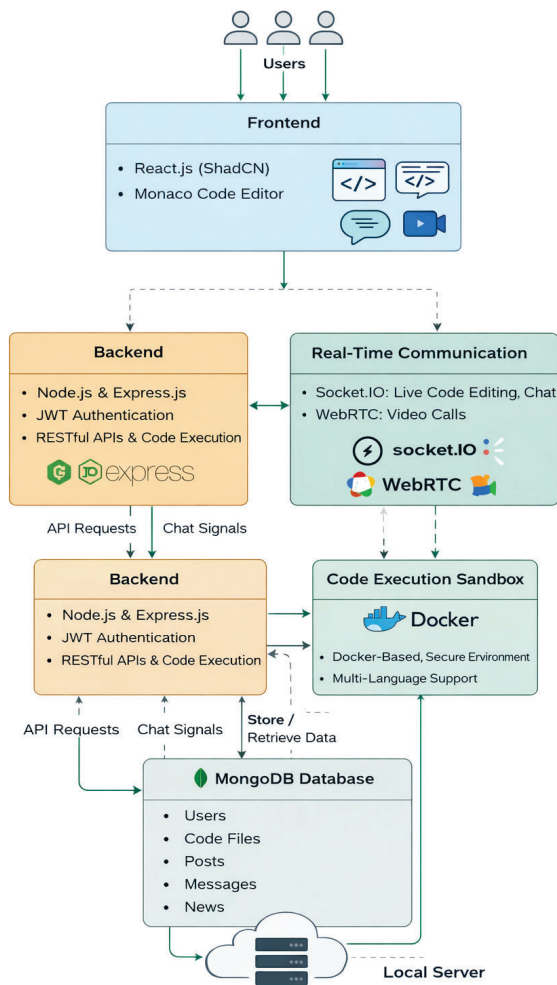 Users
Frontend
• React.js (ShadCN)
• Monaco Code Editor
</>
</>
Backend
• Node.js & Express.js
• JWT Authentication
• RESTful APIs & Code Execution
express
Real-Time Communication
• Socket.IO: Live Code Editing, Chat
• WebRTC: Video Calls
socket.IO
WebRTC
API Requests
Chat Signals
Backend
• Node.js & Express.js
• JWT Authentication
• RESTful APIs & Code Execution
Code Execution Sandbox
Docker
• Docker-Based, Secure Environment
• Multi-Language Support
API Requests
Chat Signals
Store /
Retrieve Data
MongoDB Database
• Users
• Code Files
• Posts
• Messages
• News
Local Server